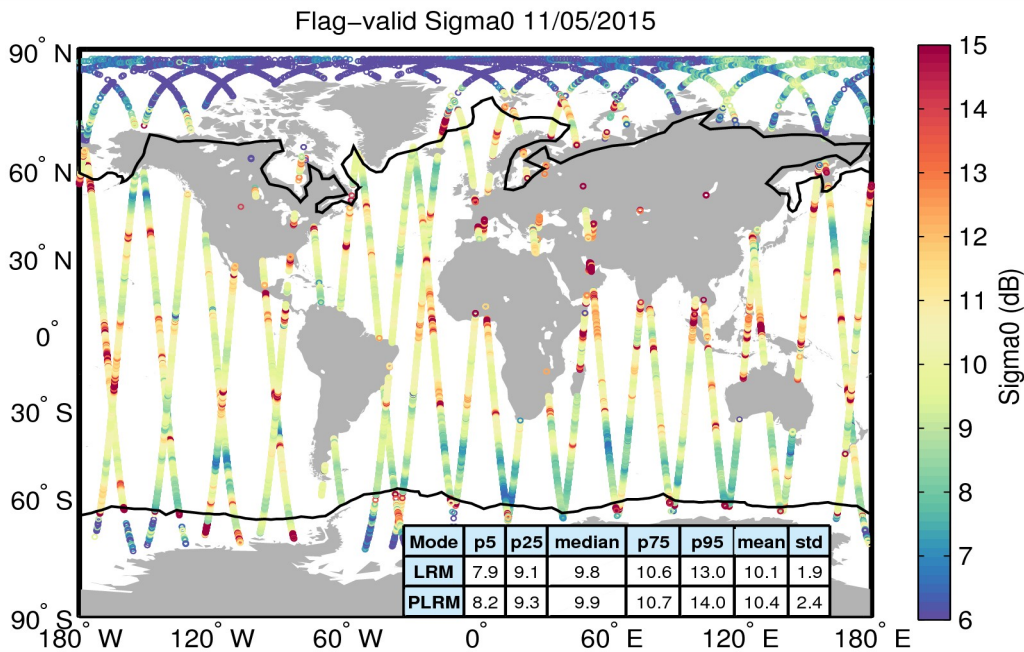 Flag−valid Sigma0 11/05/2015
90° N
60° N
30° N
0°
30° S
60° S
90° S
180° W
120° W
60° W
0°
60° E
120° E
180° E
Mode p5 p25 median p75 p95 mean std
LRM 7.9 9.1 9.8 10.6 13.0 10.1 1.9
PLRM 8.2 9.3 9.9 10.7 14.0 10.4 2.4
15
14
13
12
11
10
9
8
7
6
Sigma0 (dB)